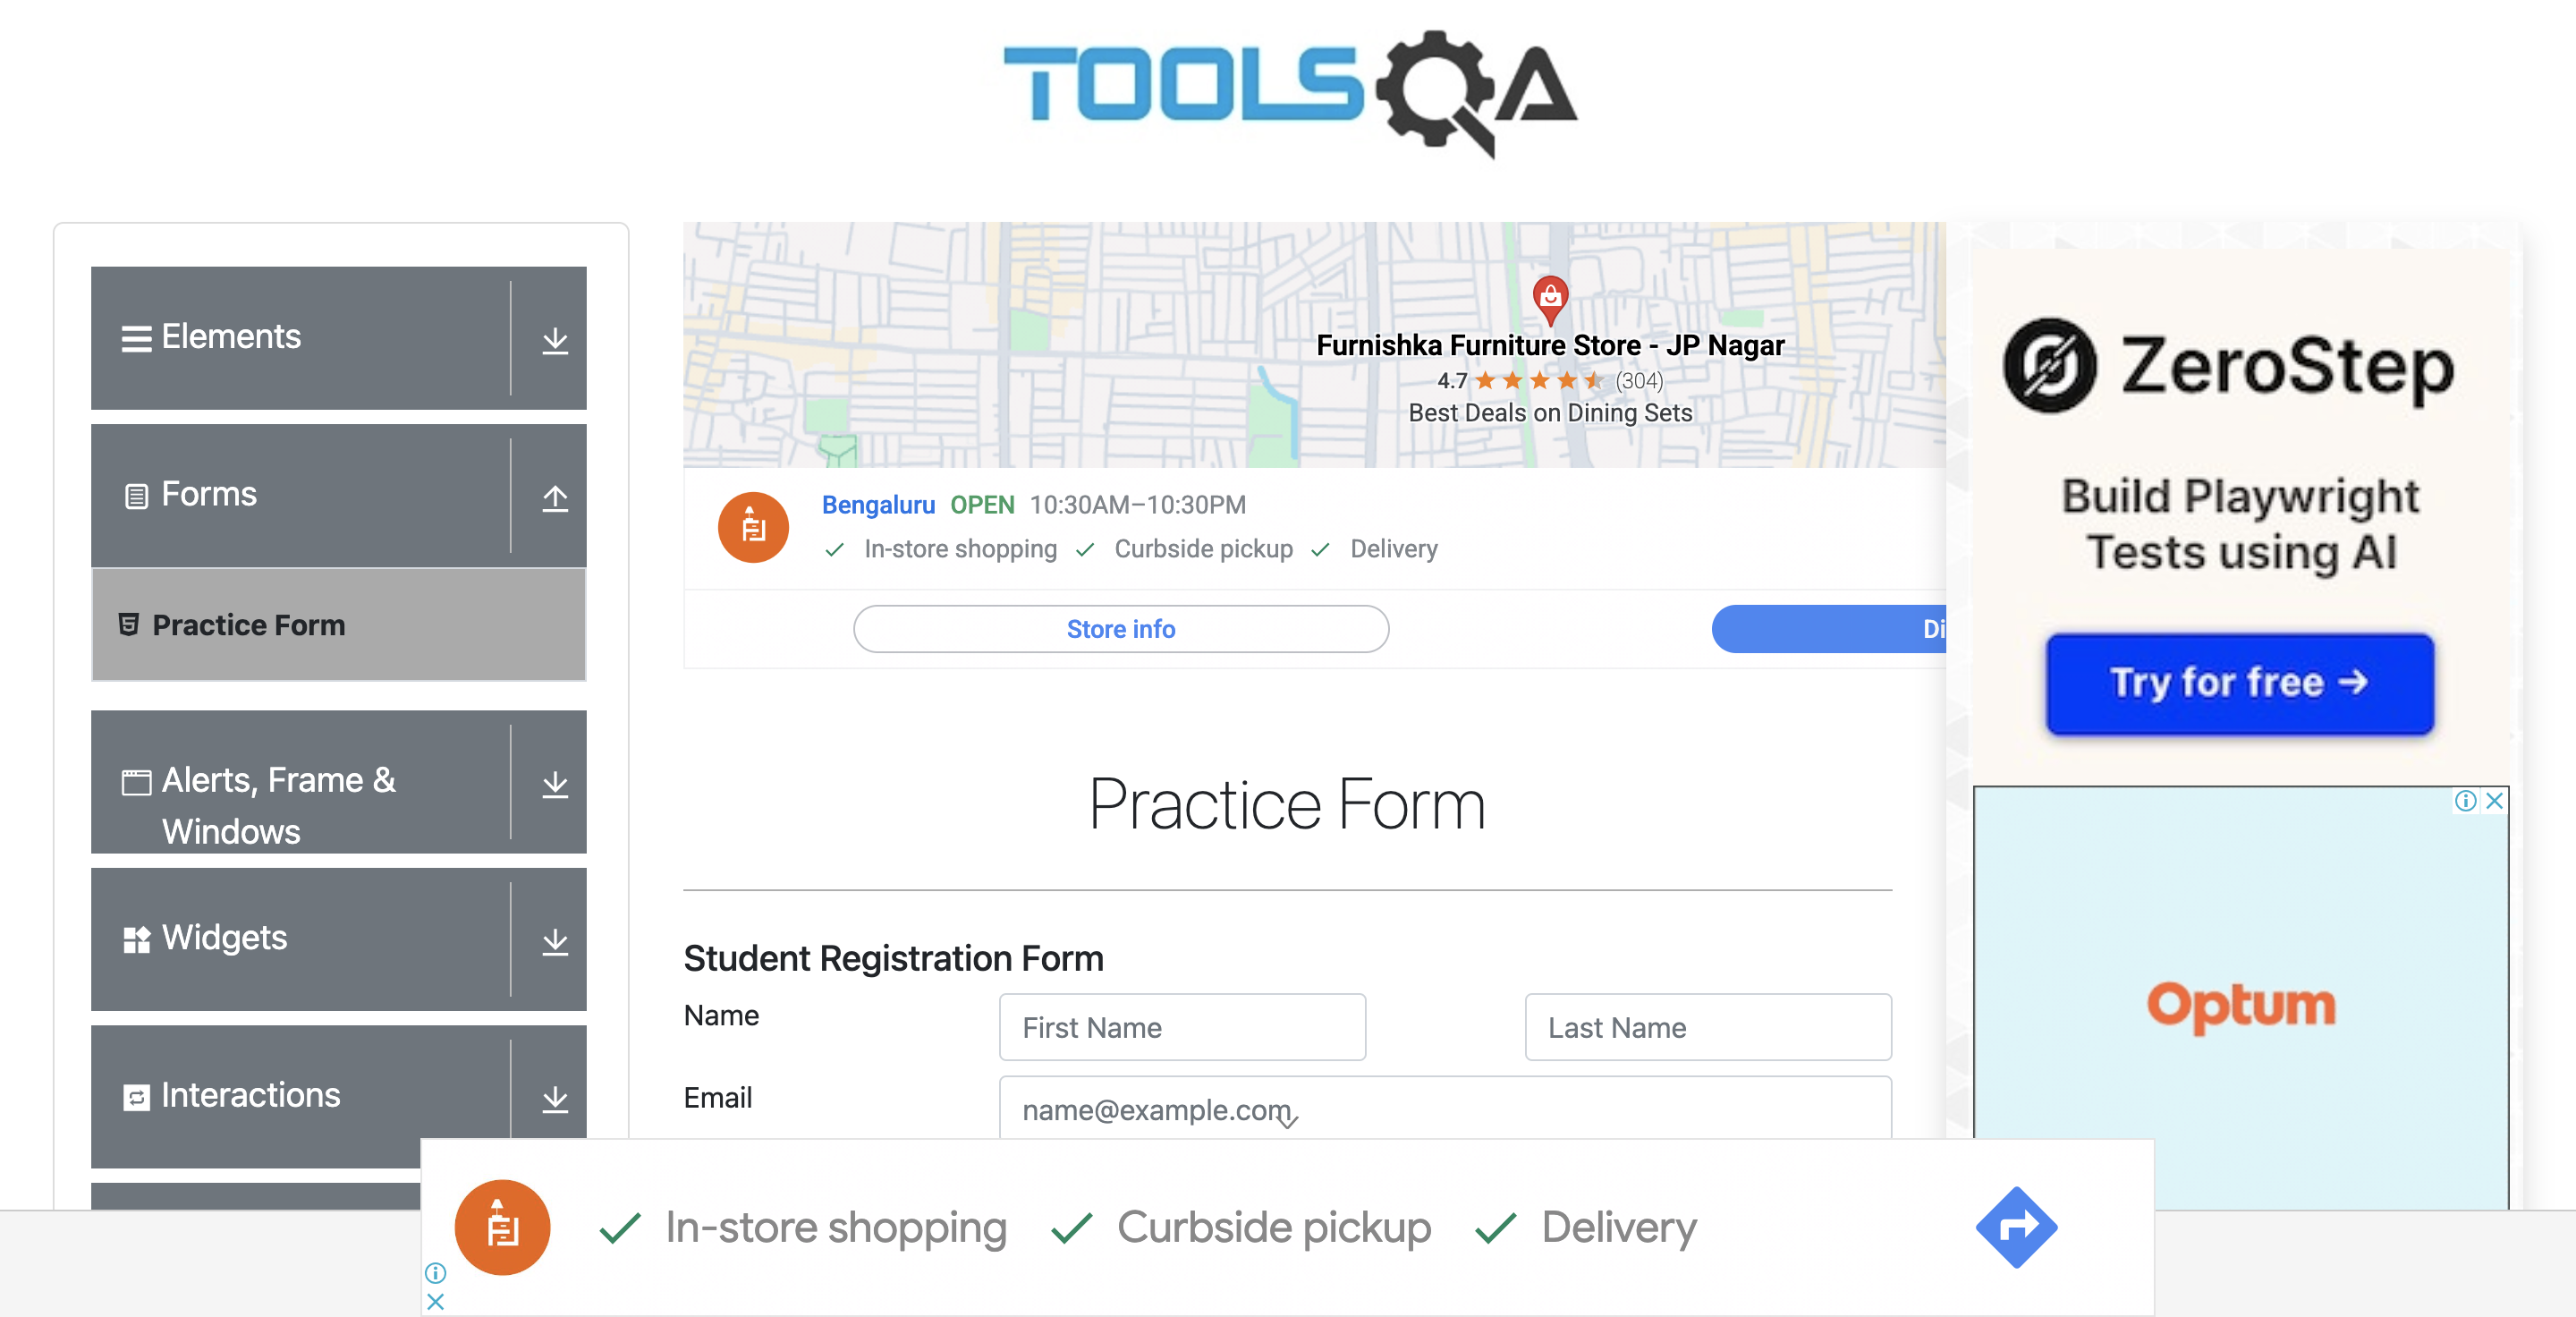 TOOLSQA
Elements
Forms
Practice Form
Alerts, Frame &
Windows
Widgets
Interactions
Furnishka Furniture Store - JP Nagar
4.7 (304)
Best Deals on Dining Sets
Bengaluru OPEN 10:30AM–10:30PM
In-store shopping Curbside pickup Delivery
Store info
Di
Practice Form
Student Registration Form
Name First Name Last Name
Email name@example.com
ZeroStep
Build Playwright
Tests using AI
Try for free →
Optum
In-store shopping Curbside pickup Delivery